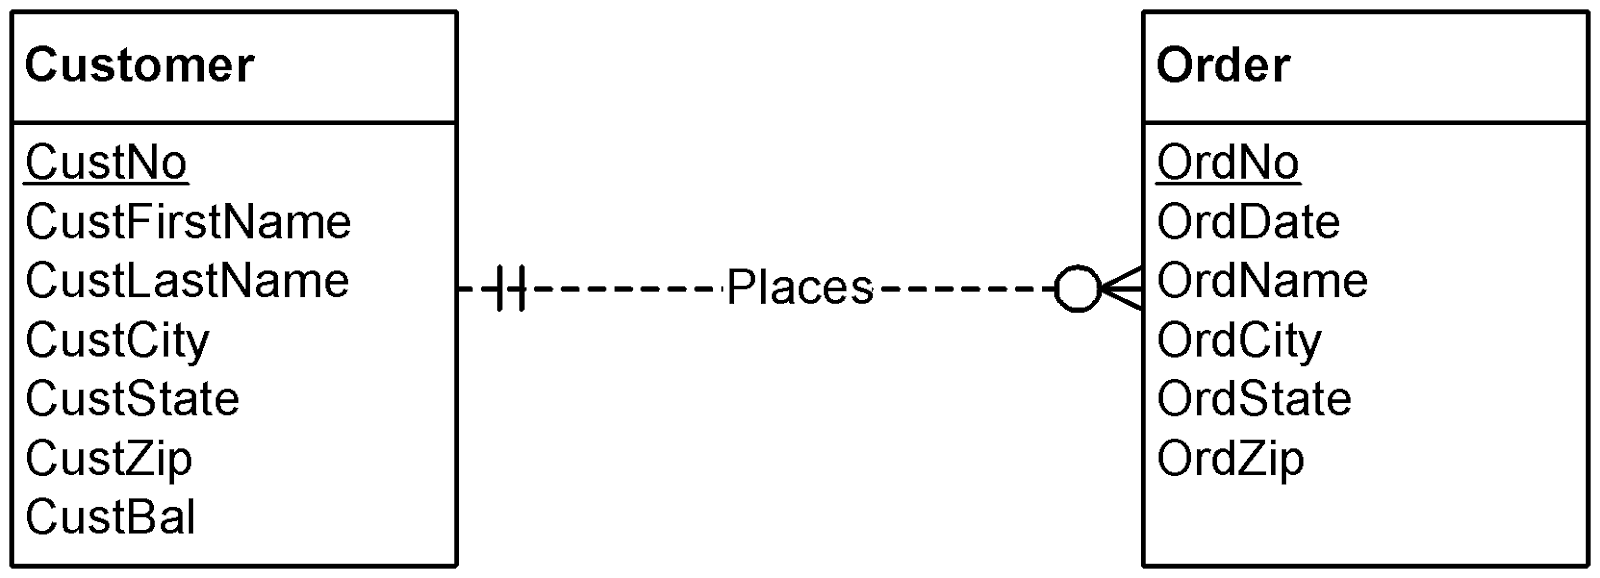 Customer
CustNo
CustFirstName
CustLastName
CustCity
CustState
CustZip
CustBal
Places
Order
OrdNo
OrdDate
OrdName
OrdCity
OrdState
OrdZip